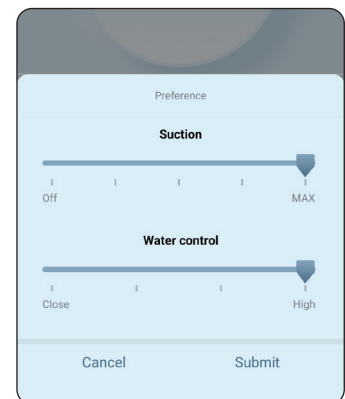 Preference
Suction
Off MAX
Water control
Close High
Cancel Submit